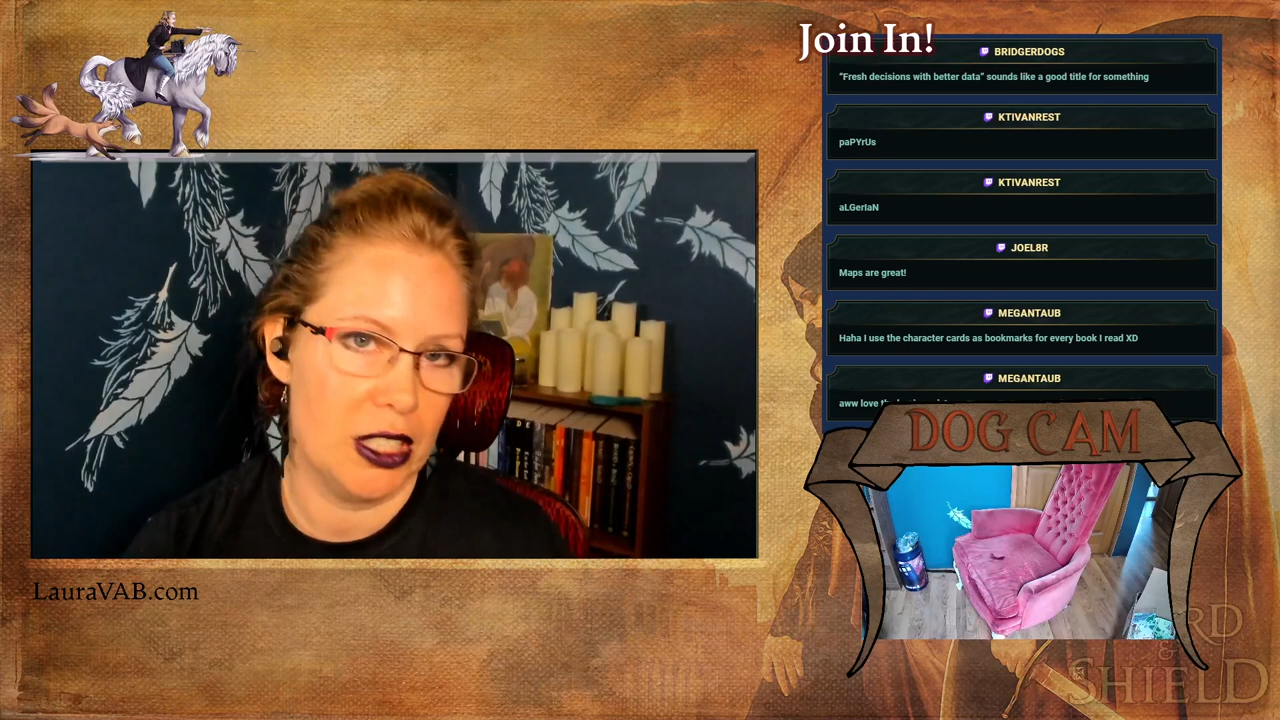 Join In!
BRIDGERDOGS
"Fresh decisions with better data" sounds like a good title for something
KTIVANREST
paPYrUs
KTIVANREST
aLGerIaN
JOEL8R
Maps are great!
MEGANTAUB
Haha I use the character cards as bookmarks for every book I read XD
MEGANTAUB
aww love
DOG CAM
LauraVAB.com
&
SHIELD